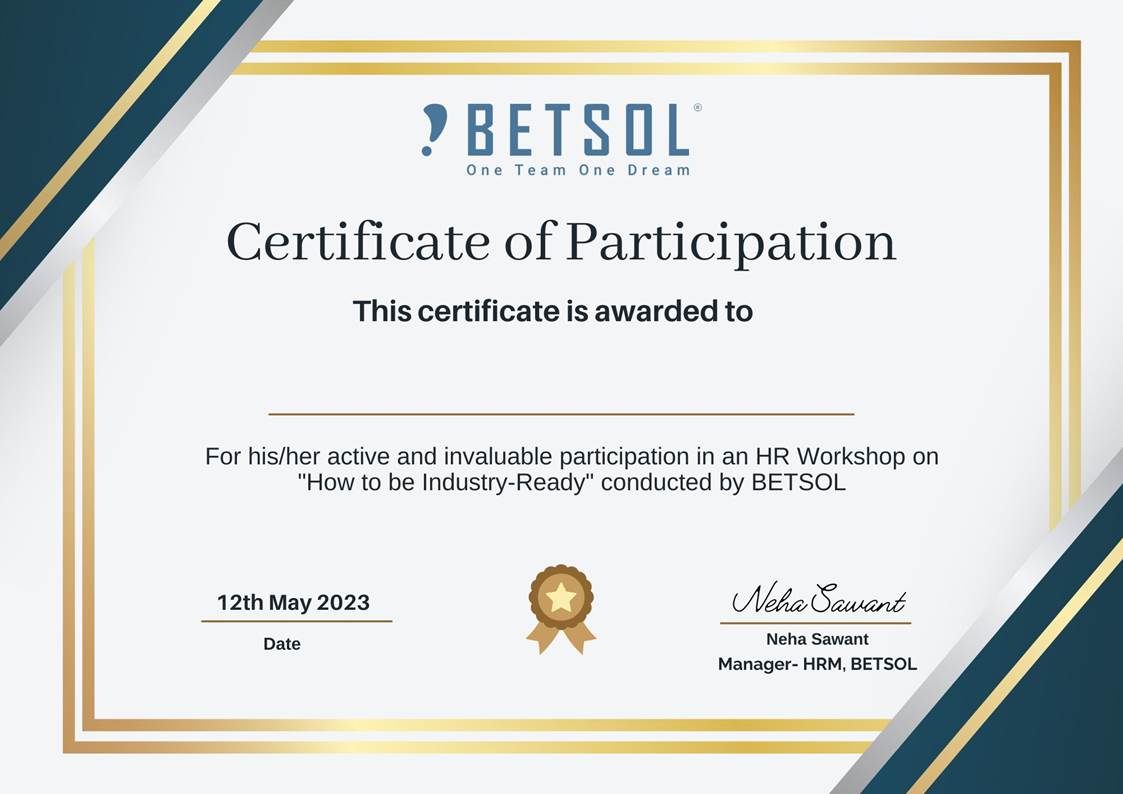 BETSOL®
One Team One Dream
Certificate of Participation
This certificate is awarded to
For his/her active and invaluable participation in an HR Workshop on
"How to be Industry-Ready" conducted by BETSOL
12th May 2023
Date
Neha Sawant
Neha Sawant
Manager- HRM, BETSOL